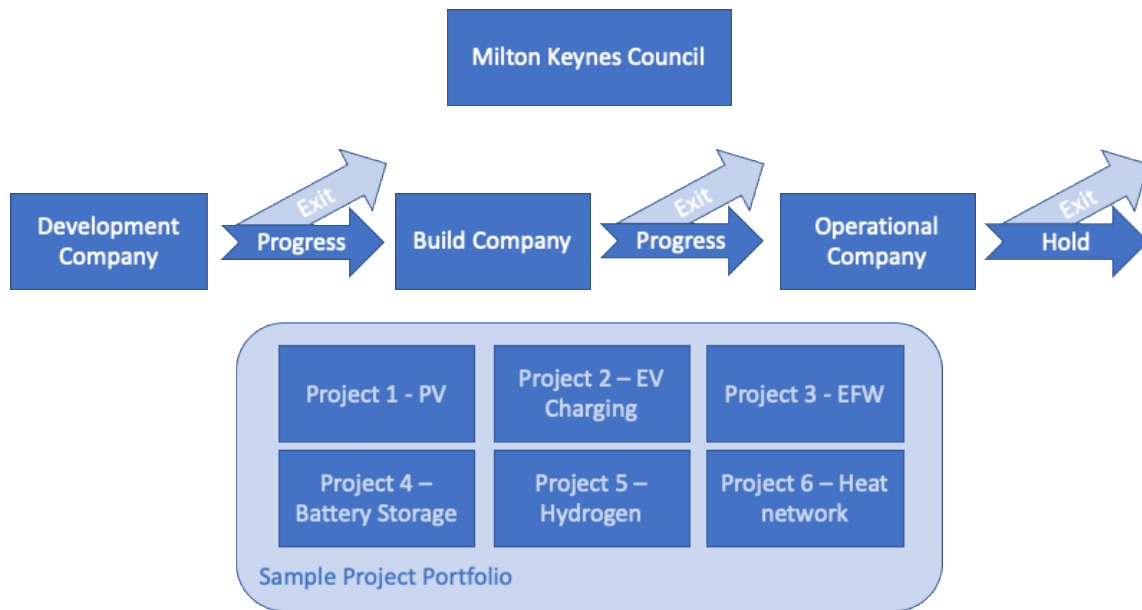 Milton Keynes Council
Exit
Exit
Exit
Development
Company
Progress
Build Company
Progress
Operational
Company
Hold
Project 1 - PV
Project 2 – EV
Charging
Project 3 - EFW
Project 4 –
Battery Storage
Project 5 –
Hydrogen
Project 6 – Heat
network
Sample Project Portfolio